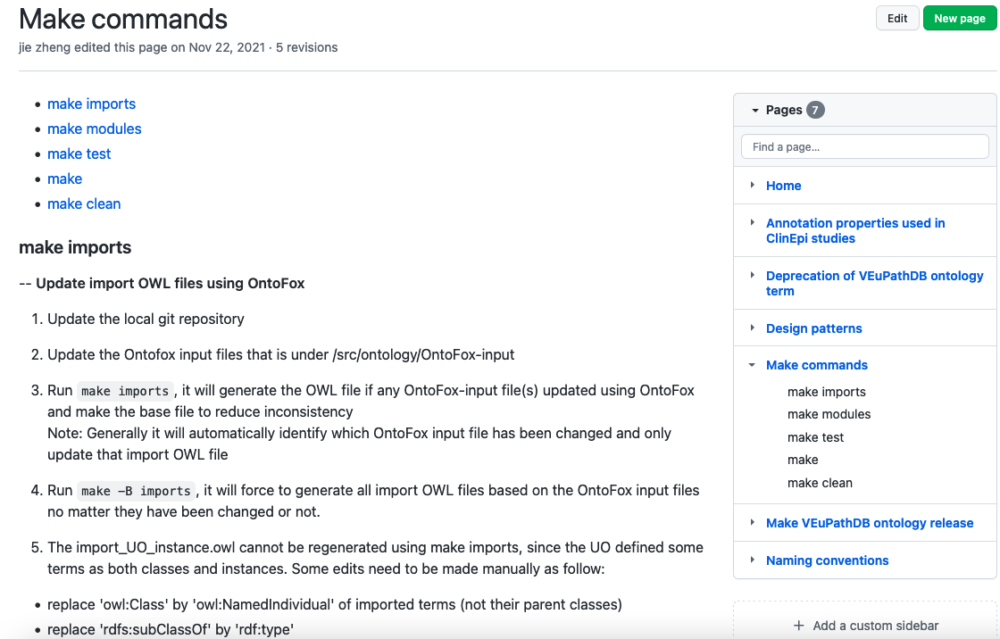 Make commands
Edit
New page
jie zheng edited this page on Nov 22, 2021 · 5 revisions
• make imports
• make modules
• make test
• make
• make clean
make imports
-- Update import OWL files using OntoFox
1. Update the local git repository
2. Update the Ontofox input files that is under /src/ontology/OntoFox-input
3. Run make imports, it will generate the OWL file if any OntoFox-input file(s) updated using OntoFox
and make the base file to reduce inconsistency
Note: Generally it will automatically identify which OntoFox input file has been changed and only
update that import OWL file
4. Run make -B imports, it will force to generate all import OWL files based on the OntoFox input files
no matter they have been changed or not.
5. The import_UO_instance.owl cannot be regenerated using make imports, since the UO defined some
terms as both classes and instances. Some edits need to be made manually as follow:
• replace 'owl:Class' by 'owl:NamedIndividual' of imported terms (not their parent classes)
• replace 'rdfs:subClassOf' by 'rdf:type'
Pages 7
Find a page...
Home
Annotation properties used in
ClinEpi studies
Deprecation of VEuPathDB ontology
term
Design patterns
Make commands
make imports
make modules
make test
make
make clean
Make VEuPathDB ontology release
Naming conventions
+ Add a custom sidebar